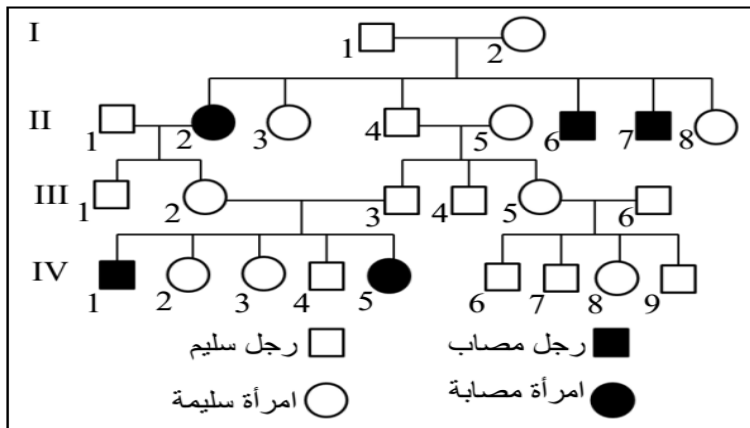 I
1 2
II
1 2 3 4 5 6 7 8
III
1 2 3 4 5 6
IV
1 2 3 4 5 6 7 8 9
رجل سليم رجل مصاب
امرأة سليمة امرأة مصابة